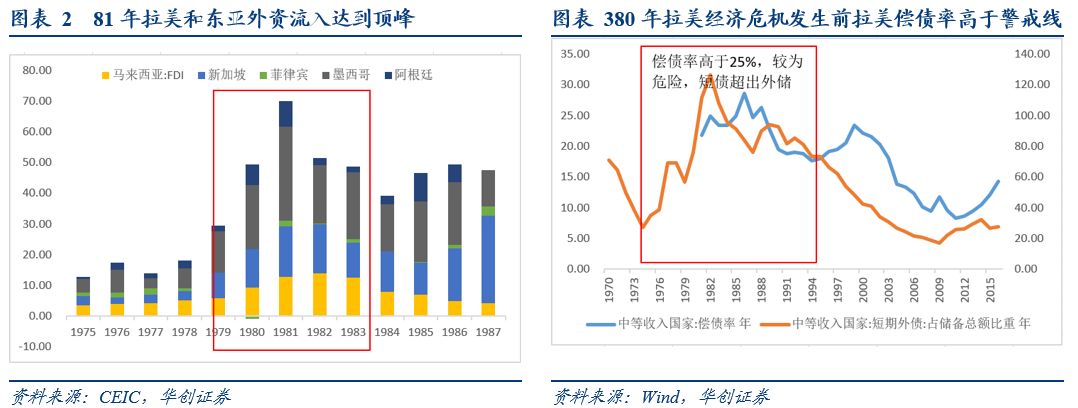 图表 2 81 年拉美和东亚外资流入达到顶峰
80.00
70.00
60.00
50.00
40.00
30.00
20.00
10.00
0.00
-10.00
马来西亚:FDI 新加坡 菲律宾 墨西哥 阿根廷
1975 1976 1977 1978 1979 1980 1981 1982 1983 1984 1985 1986 1987
资料来源：CEIC，华创证券
图表 380 年拉美经济危机发生前拉美偿债率高于警戒线
35.00
30.00
25.00
20.00
15.00
10.00
5.00
0.00
偿债率高于25%，较为
危险，短债超出外储
140.00
120.00
100.00
80.00
60.00
40.00
20.00
0.00
1970 1973 1976 1979 1982 1985 1988 1991 1994 1997 2000 2003 2006 2009 2012 2015
中等收入国家:偿债率 年 中等收入国家:短期外债:占储备总额比重 年
资料来源：Wind，华创证券